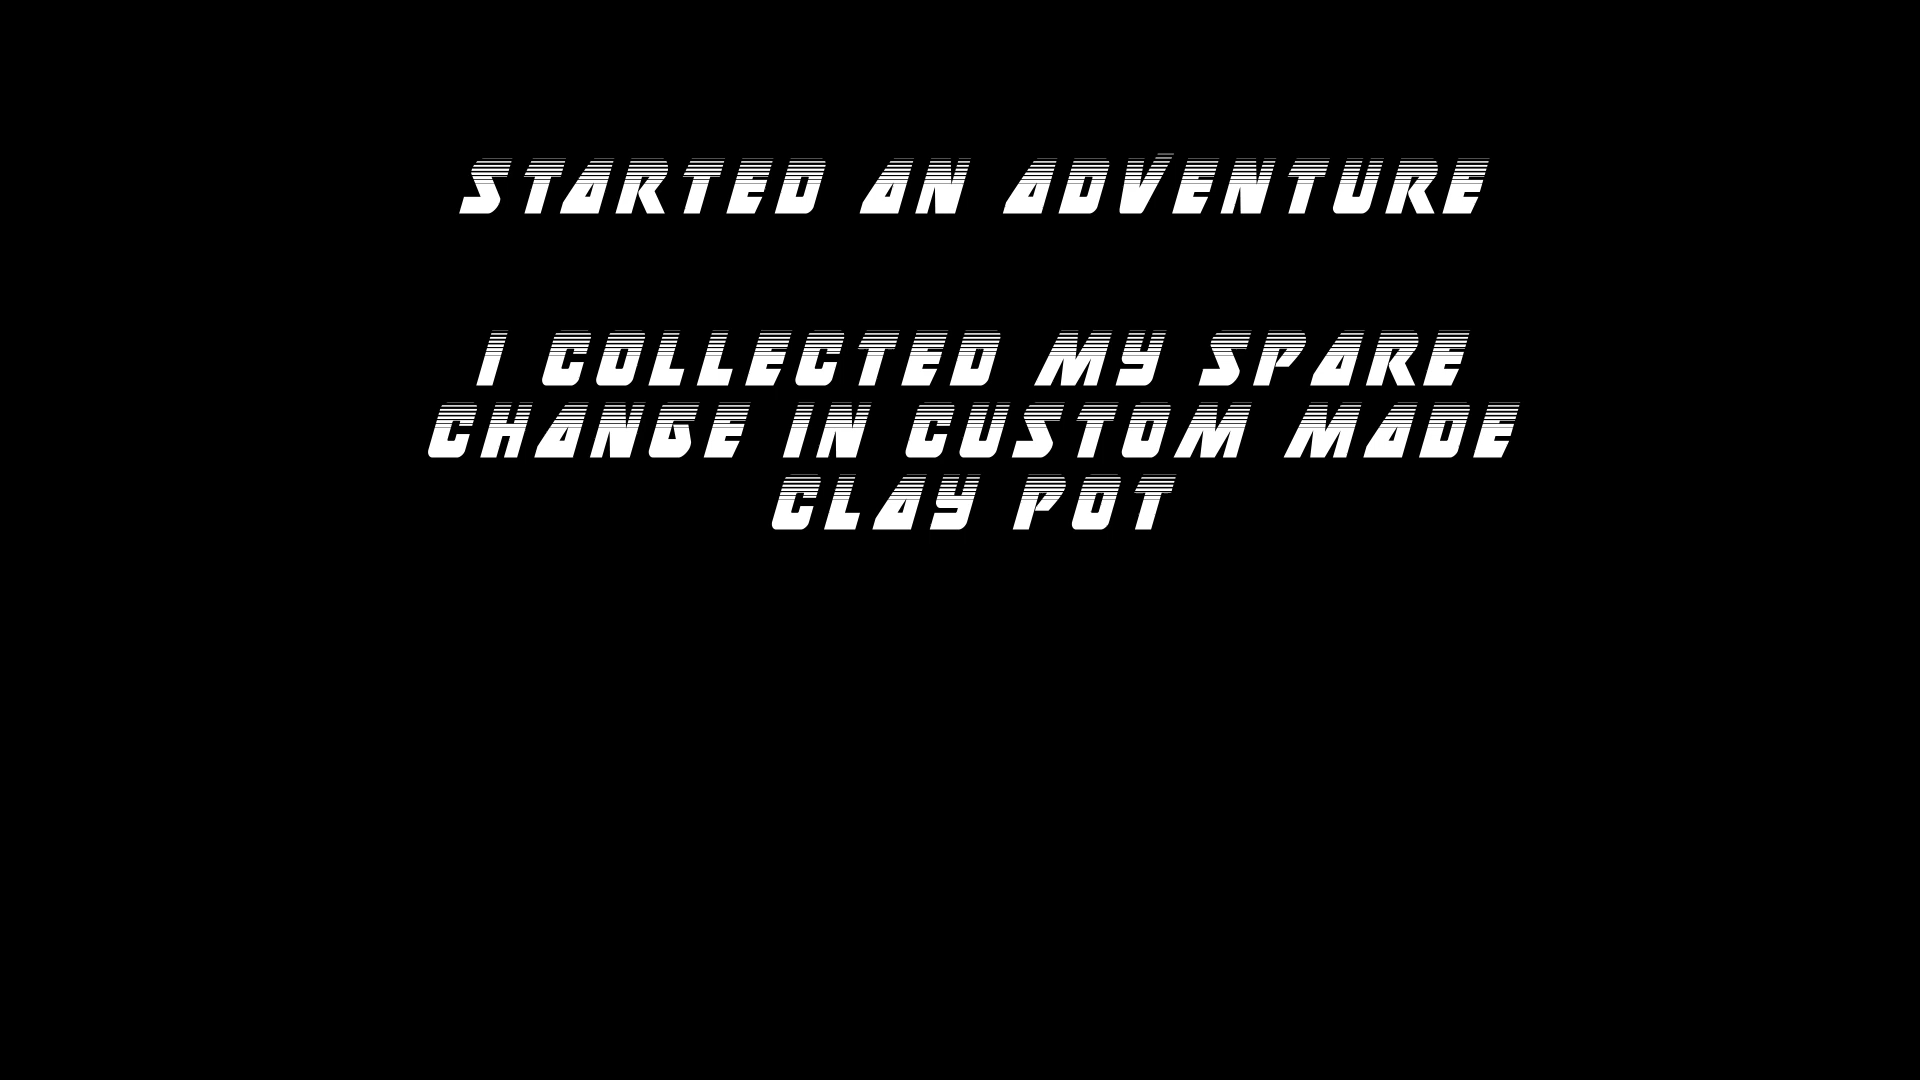 STARTED AN ADVENTURE
I COLLECTED MY SPARE
CHANGE IN CUSTOM MADE
CLAY POT